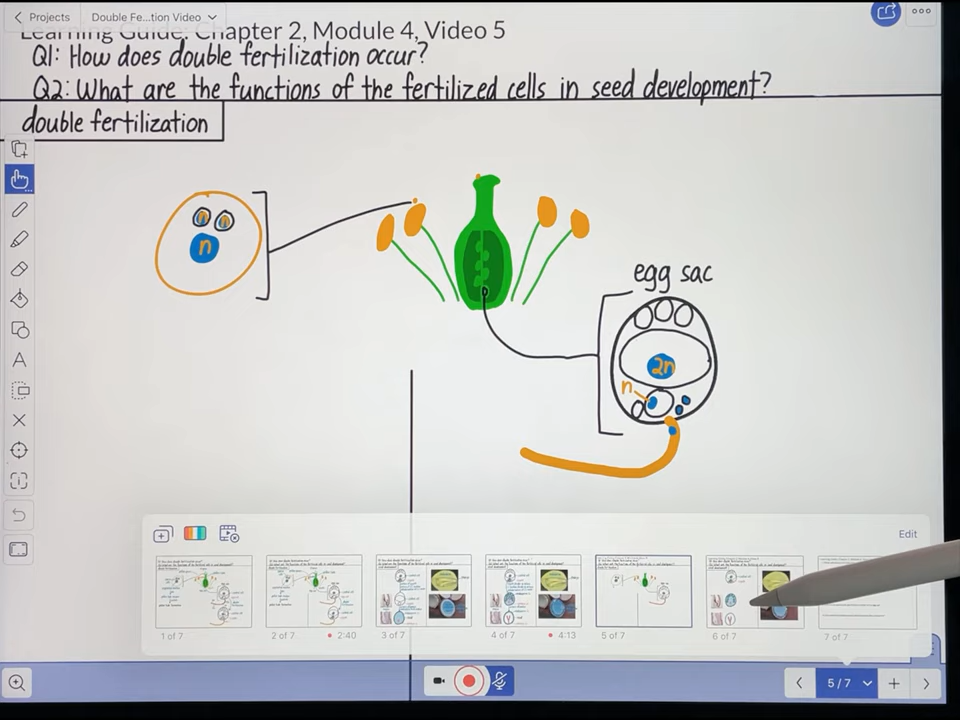 Projects
Double Fe...tion Video
Learning Guide: Chapter 2, Module 4, Video 5
Q1: How does double fertilization occur?
Q2: What are the functions of the fertilized cells in seed development?
double fertilization
n
egg sac
2n
n
A
Edit
1 of 7
2 of 7
2:40
3 of 7
4 of 7
4:13
5 of 7
6 of 7
7 of 7
5/7